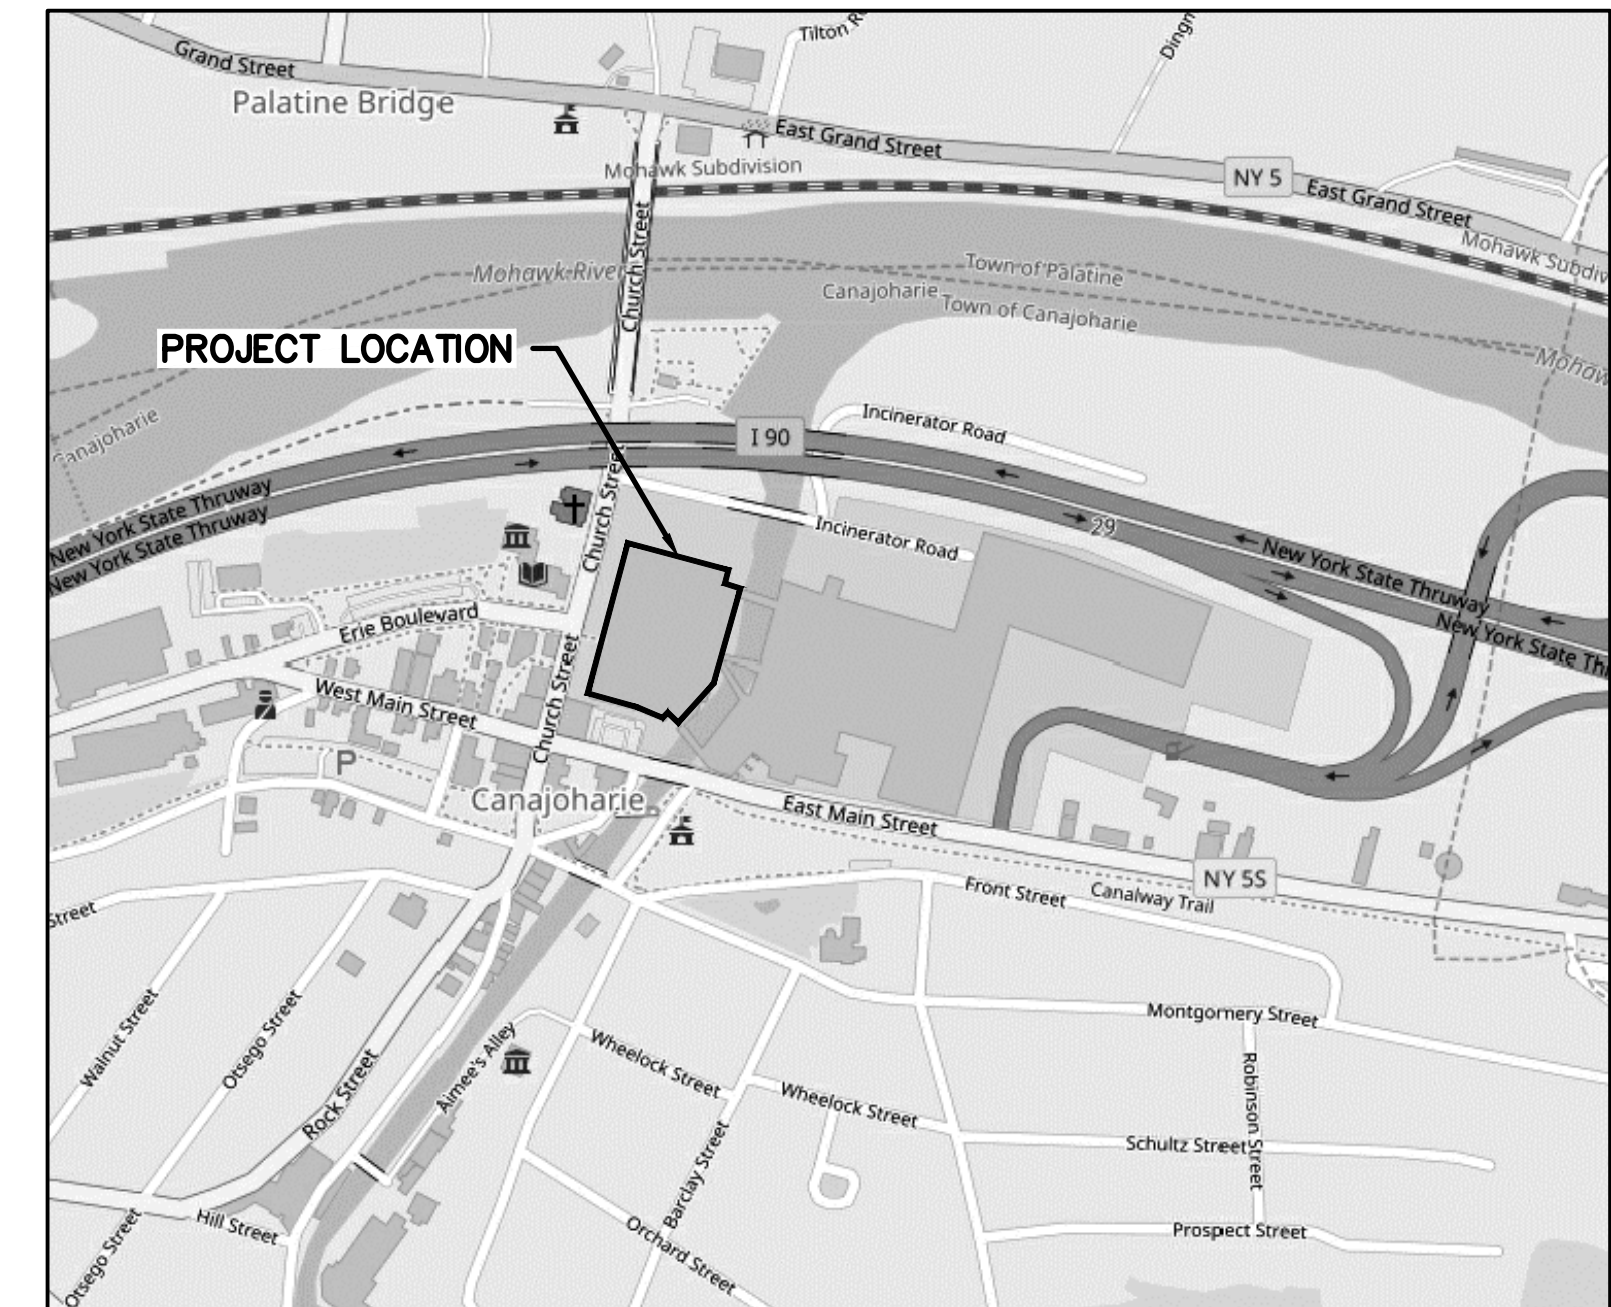 Grand Street
Tilton
Palatine Bridge
East Grand Street
Mohawk Subdivision
NY 5
East Grand Street
Church Street
Mohawk River
Town of Palatine
Canajoharie
Town of Canajoharie
PROJECT LOCATION
Canajoharie
I 90
Incinerator Road
New York State Thruway
New York State Thruway
Church Street
Incinerator Road
29
New York State Thruway
New York State
Erie Boulevard
Church Street
West Main Street
P
Canajoharie
East Main Street
NY 5S
Front Street
Canalway Trail
Street
Walnut Street
Otsego Street
Rock Street
Aimee's Alley
Wheelock Street
Wheelock Street
Montgomery Street
Robinson Street
Schultz Street
Barclay Street
Orchard Street
Prospect Street
Hill Street
Otsego Street